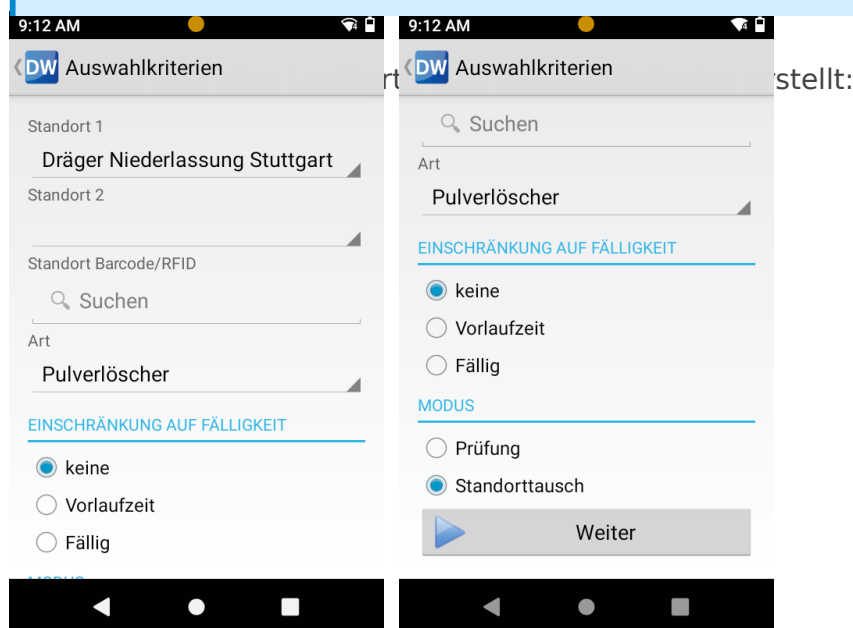 9:12 AM
DW Auswahlkriterien
Standort 1
Dräger Niederlassung Stuttgart
Standort 2
Standort Barcode/RFID
Suchen
Art
Pulverlöscher
EINSCHRÄNKUNG AUF FÄLLIGKEIT
keine
Vorlaufzeit
Fällig
9:12 AM
DW Auswahlkriterien
Suchen
Art
Pulverlöscher
EINSCHRÄNKUNG AUF FÄLLIGKEIT
keine
Vorlaufzeit
Fällig
MODUS
Prüfung
Standorttausch
Weiter